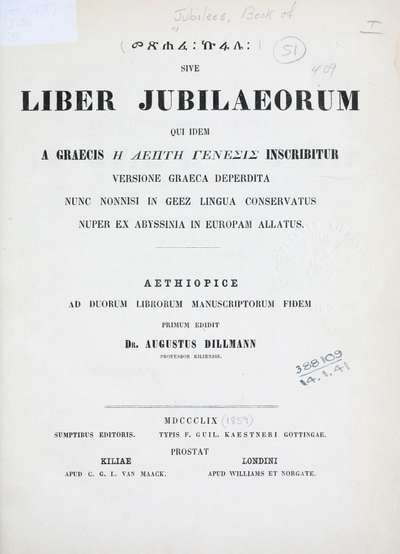 Jubilees, Book of
I
(መጽሐፈ፡ኩፋሌ፡)
51
SIVE
409
LIBER JUBILAEORUM
QUI IDEM
A GRAECIS Η ΛΕΠΤΗ ΓΕΝΕΣΙΣ INSCRIBITUR
VERSIONE GRAECA DEPERDITA
NUNC NONNISI IN GEEZ LINGUA CONSERVATUS
NUPER EX ABYSSINIA IN EUROPAM ALLATUS.
AETHIOPICE
AD DUORUM LIBRORUM MANUSCRIPTORUM FIDEM
PRIMUM EDIDIT
DR. AUGUSTUS DILLMANN
PROFESSOR KILIENSIS.
388109
14.1.41
MDCCCLIX (1859)
SUMPTIBUS EDITORIS. TYPIS F. GUIL. KAESTNERI GOTTINGAE.
PROSTAT
KILIAE LONDINI
APUD C. G. L. VAN MAACK. APUD WILLIAMS ET NORGATE.